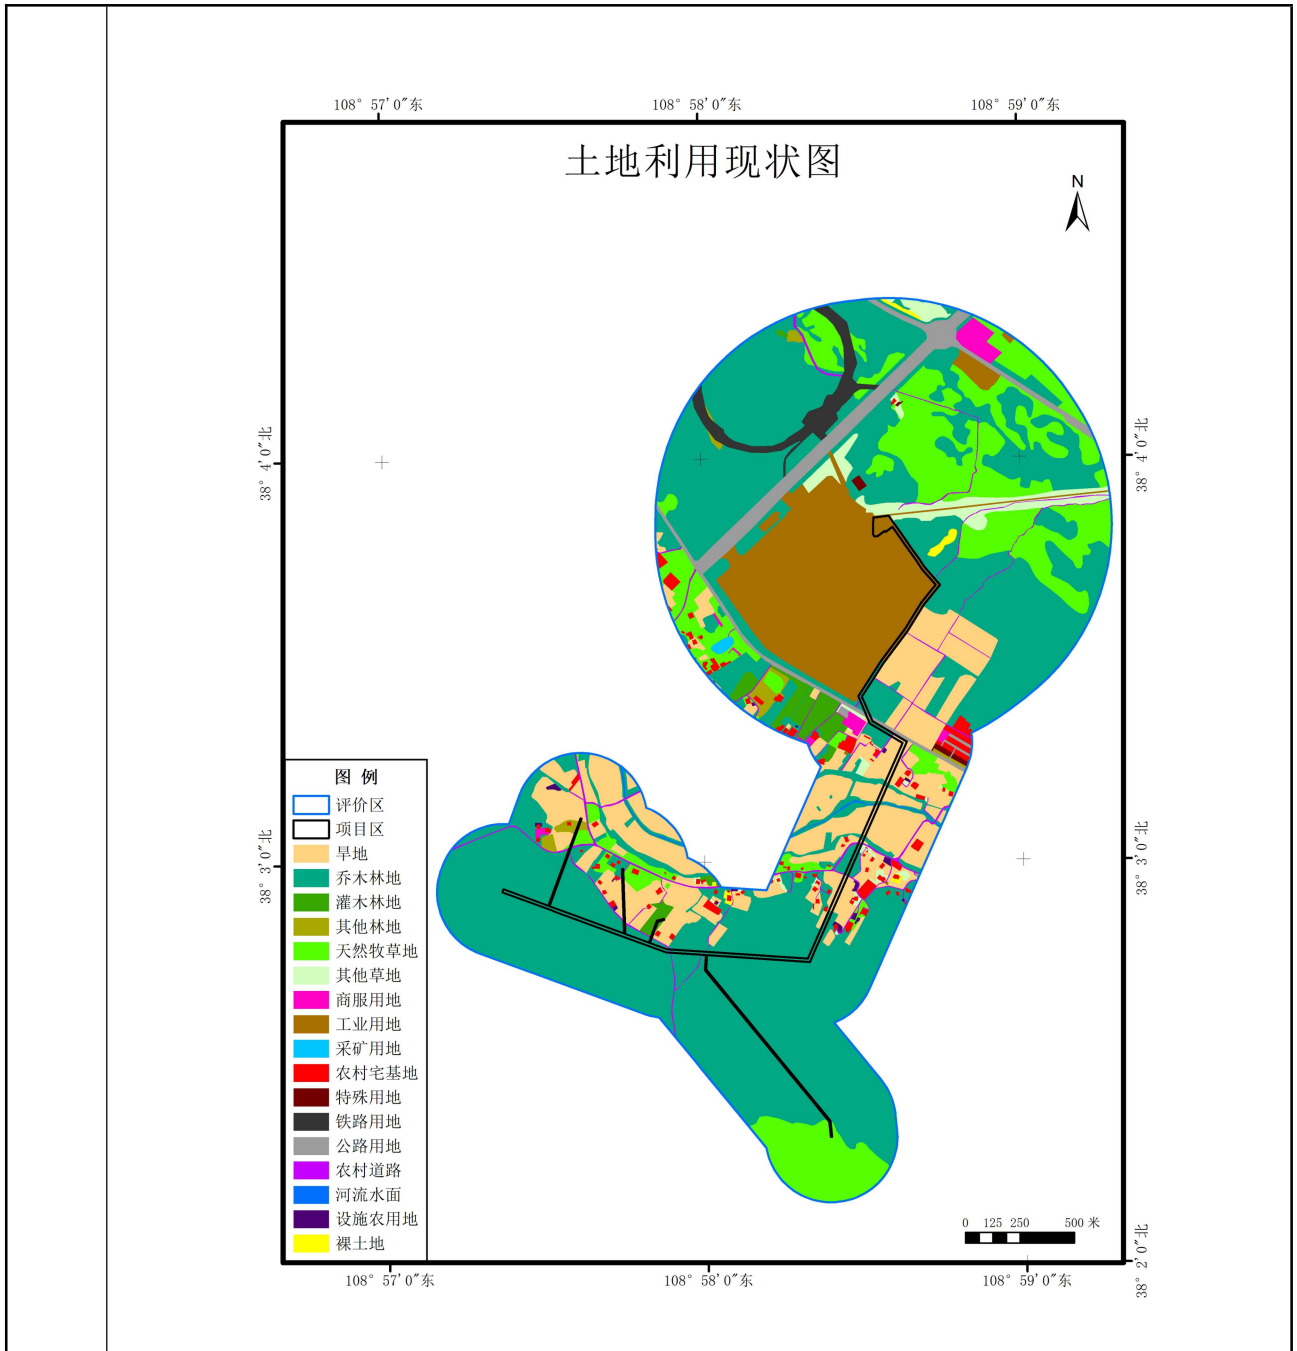 108° 57′0″东
108° 58′0″东
108° 59′0″东
土地利用现状图
N
38° 4′0″北
38° 4′0″北
图 例
评价区
项目区
旱地
乔木林地
灌木林地
其他林地
天然牧草地
其他草地
商服用地
工业用地
采矿用地
农村宅基地
特殊用地
铁路用地
公路用地
农村道路
河流水面
设施农用地
裸土地
38° 3′0″北
38° 3′0″北
0 125 250 500 米
38° 2′0″北
108° 57′0″东
108° 58′0″东
108° 59′0″东